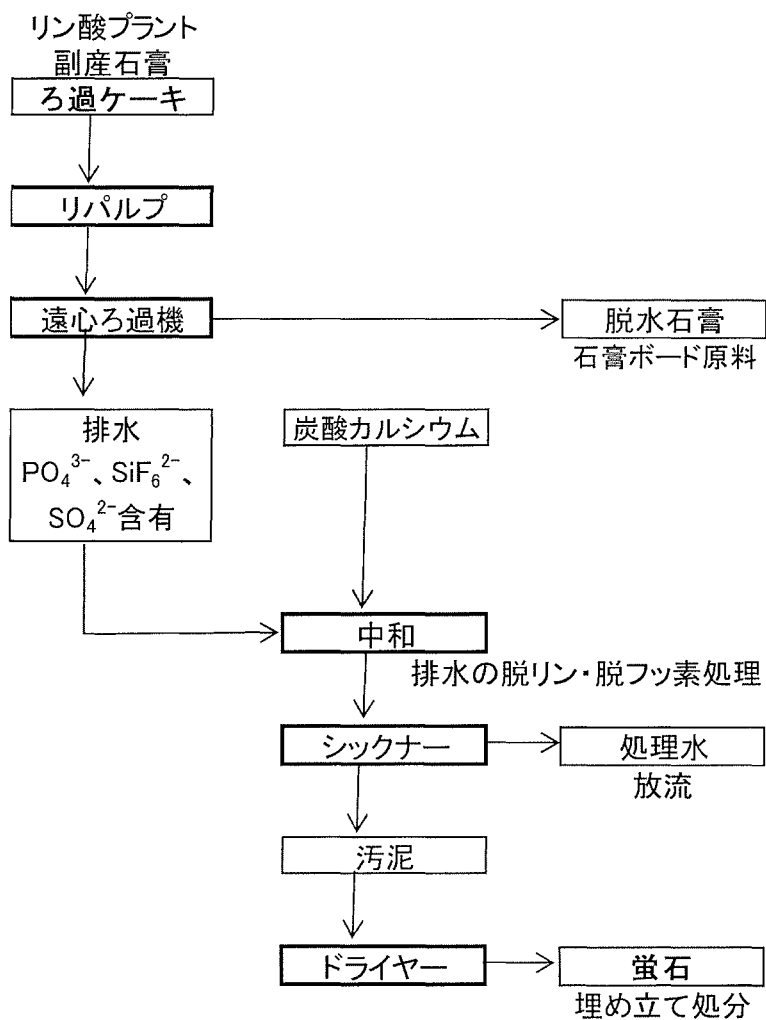 リン酸プラント
副産石膏
ろ過ケーキ
リパルプ
遠心ろ過機
脱水石膏
石膏ボード原料
排水
PO₄³⁻、SiF₆²⁻、
SO₄²⁻含有
炭酸カルシウム
中和
排水の脱リン・脱フッ素処理
シックナー
処理水
放流
汚泥
ドライヤー
蛍石
埋め立て処分